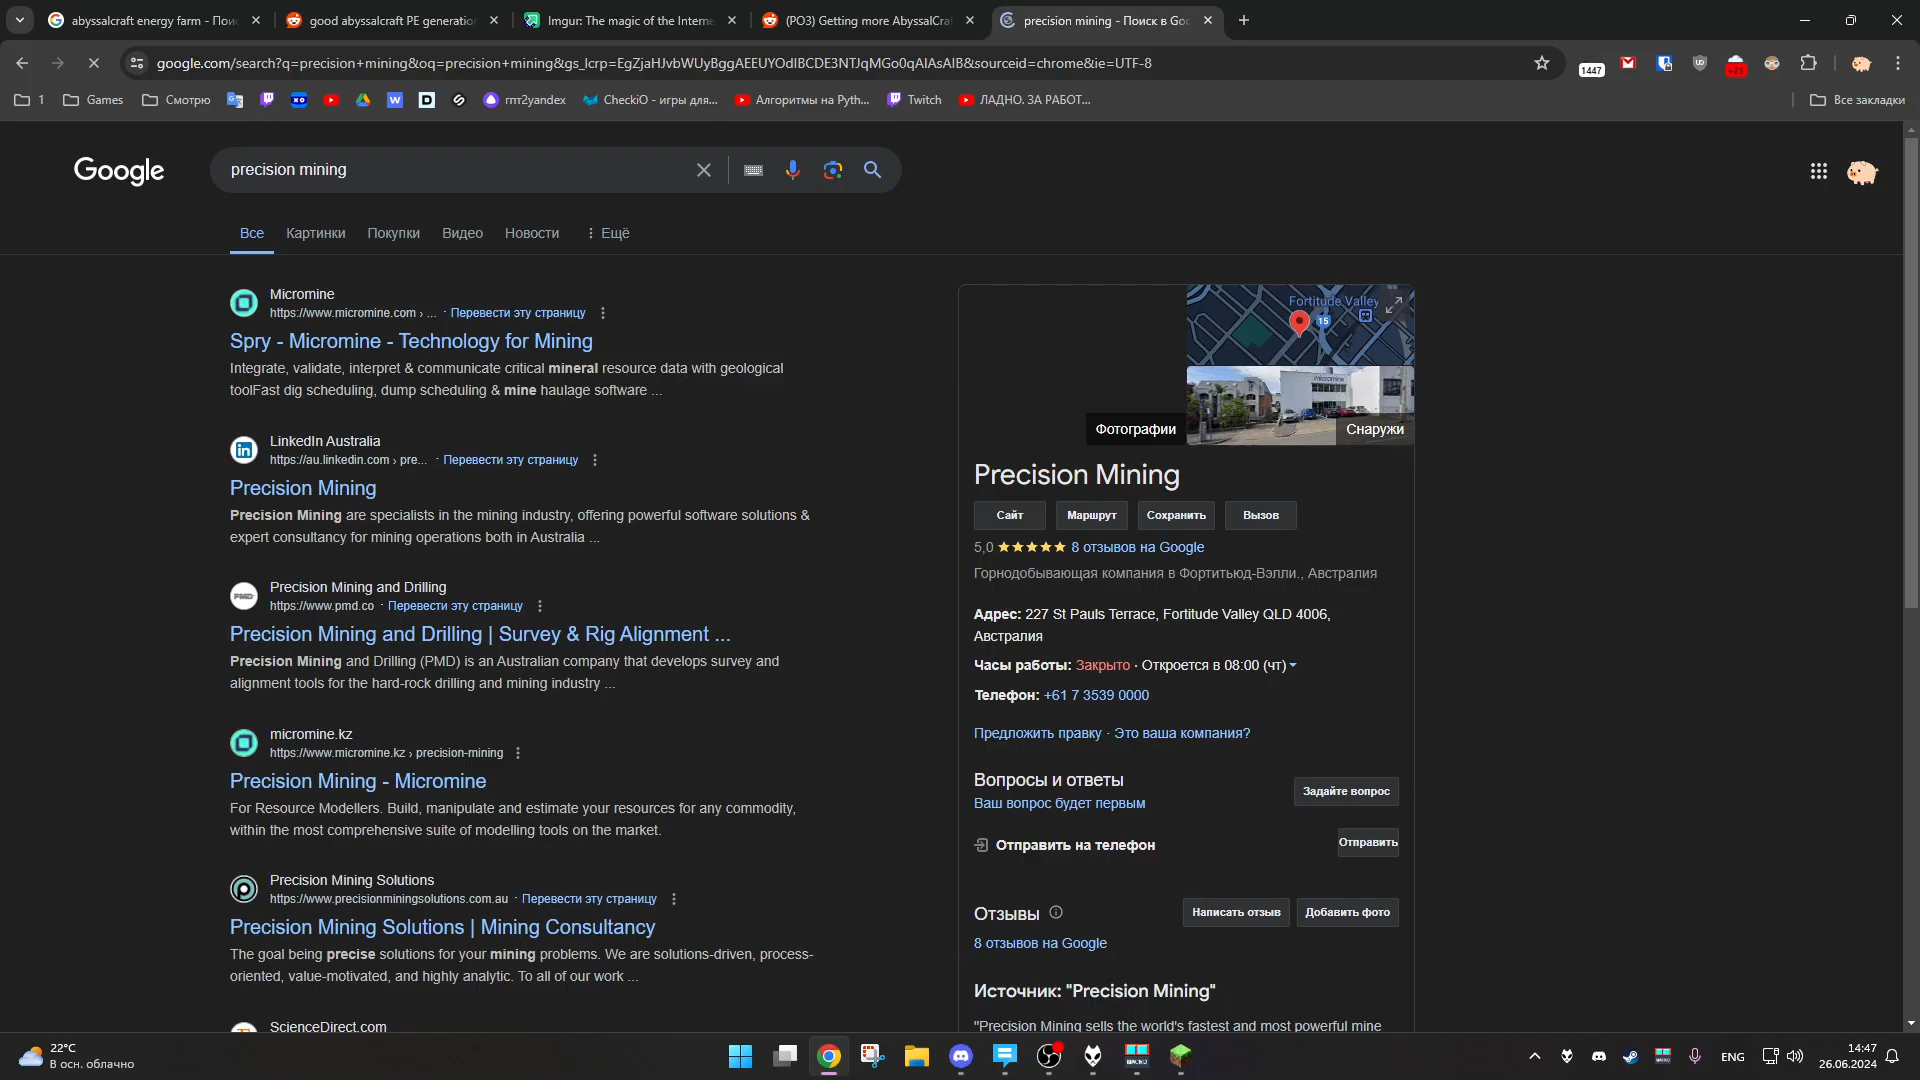 abyssalcraft energy farm - Пои
good abyssalcraft PE generatio
Imgur: The magic of the Interne
(PO3) Getting more AbyssalCra
precision mining - Поиск в Goo
google.com/search?q=precision+mining&oq=precision+mining&gs_lcrp=EgZjaHJvbWUyBggAEEUYOdIBCDE3NTJqMGo0qAIAsAIB&sourceid=chrome&ie=UTF-8
1447
+21
1
Games
Смотрю
гпт2yandex
CheckiO - игры для...
Алгоритмы на Pyth...
Twitch
ЛАДНО. ЗА РАБОТ...
Все закладки
Google
precision mining
Все
Картинки
Покупки
Видео
Новости
Ещё
Micromine
https://www.micromine.com › ... · Перевести эту страницу
Spry - Micromine - Technology for Mining
Integrate, validate, interpret & communicate critical mineral resource data with geological
toolFast dig scheduling, dump scheduling & mine haulage software ...
LinkedIn Australia
https://au.linkedin.com › pre... · Перевести эту страницу
Precision Mining
Precision Mining are specialists in the mining industry, offering powerful software solutions &
expert consultancy for mining operations both in Australia ...
PMD
Precision Mining and Drilling
https://www.pmd.co · Перевести эту страницу
Precision Mining and Drilling | Survey & Rig Alignment ...
Precision Mining and Drilling (PMD) is an Australian company that develops survey and
alignment tools for the hard-rock drilling and mining industry ...
micromine.kz
https://www.micromine.kz › precision-mining
Precision Mining - Micromine
For Resource Modellers. Build, manipulate and estimate your resources for any commodity,
within the most comprehensive suite of modelling tools on the market.
Precision Mining Solutions
https://www.precisionminingsolutions.com.au · Перевести эту страницу
Precision Mining Solutions | Mining Consultancy
The goal being precise solutions for your mining problems. We are solutions-driven, process-
oriented, value-motivated, and highly analytic. To all of our work ...
ScienceDirect.com
Fortitude Valley
15
micromine
Фотографии
Снаружи
Precision Mining
Сайт
Маршрут
Сохранить
Вызов
5,0 8 отзывов на Google
Горнодобывающая компания в Фортитьюд-Вэлли., Австралия
Адрес: 227 St Pauls Terrace, Fortitude Valley QLD 4006,
Австралия
Часы работы: Закрыто · Откроется в 08:00 (чт)
Телефон: +61 7 3539 0000
Предложить правку · Это ваша компания?
Вопросы и ответы
Ваш вопрос будет первым
Задайте вопрос
Отправить на телефон
Отправить
Отзывы
Написать отзыв
Добавить фото
8 отзывов на Google
Источник: "Precision Mining"
"Precision Mining sells the world's fastest and most powerful mine
22°C
В осн. облачно
MACRO
ENG
14:47
26.06.2024